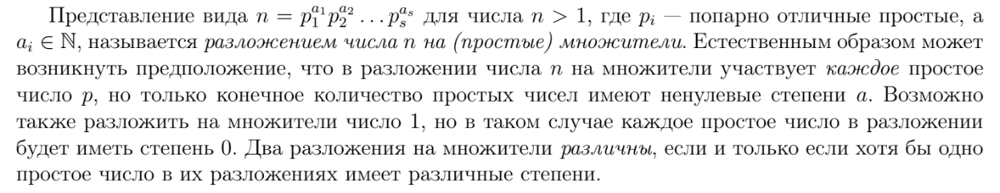 Представление вида n = p_1^{a_1} p_2^{a_2} … p_s^{a_s} для числа n > 1, где p_i — попарно отличные простые, а
a_i ∈ ℕ, называется разложением числа n на (простые) множители. Естественным образом может
возникнуть предположение, что в разложении числа n на множители участвует каждое простое
число p, но только конечное количество простых чисел имеют ненулевые степени a. Возможно
также разложить на множители число 1, но в таком случае каждое простое число в разложении
будет иметь степень 0. Два разложения на множители различны, если и только если хотя бы одно
простое число в их разложениях имеет различные степени.